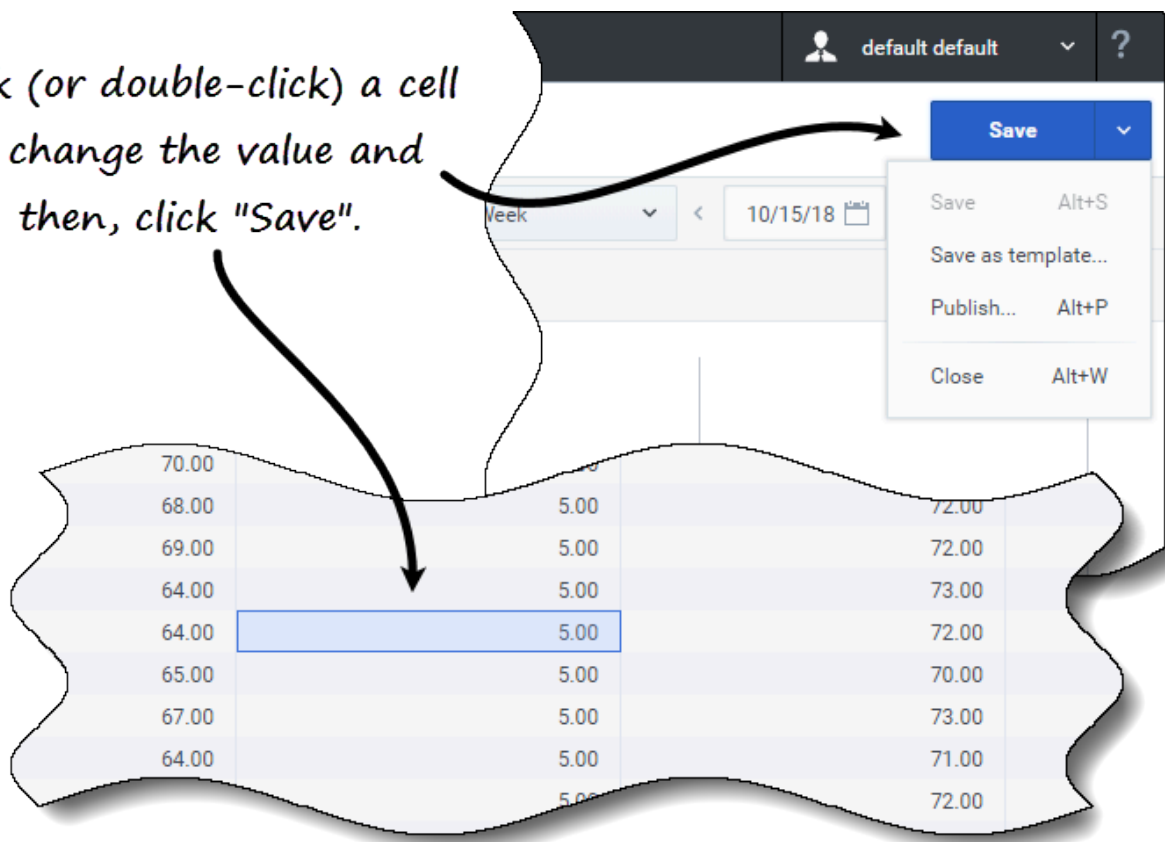 default default ?
k (or double-click) a cell
change the value and
then, click "Save".
Save
Week < 10/15/18
Save Alt+S
Save as template...
Publish... Alt+P
Close Alt+W
70.00
68.00 5.00 72.00
69.00 5.00 72.00
64.00 5.00 73.00
64.00 5.00 72.00
65.00 5.00 70.00
67.00 5.00 73.00
64.00 5.00 71.00
5.00 72.00